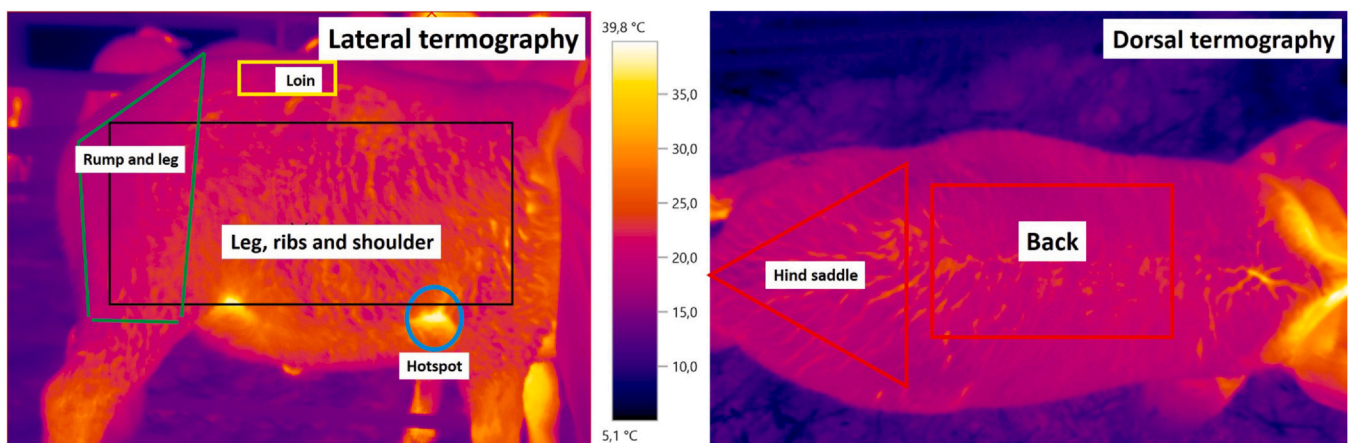 Lateral termography
Loin
Rump and leg
Leg, ribs and shoulder
Hotspot
39,8 °C
35,0
30,0
25,0
20,0
15,0
10,0
5,1 °C
Dorsal termography
Back
Hind saddle